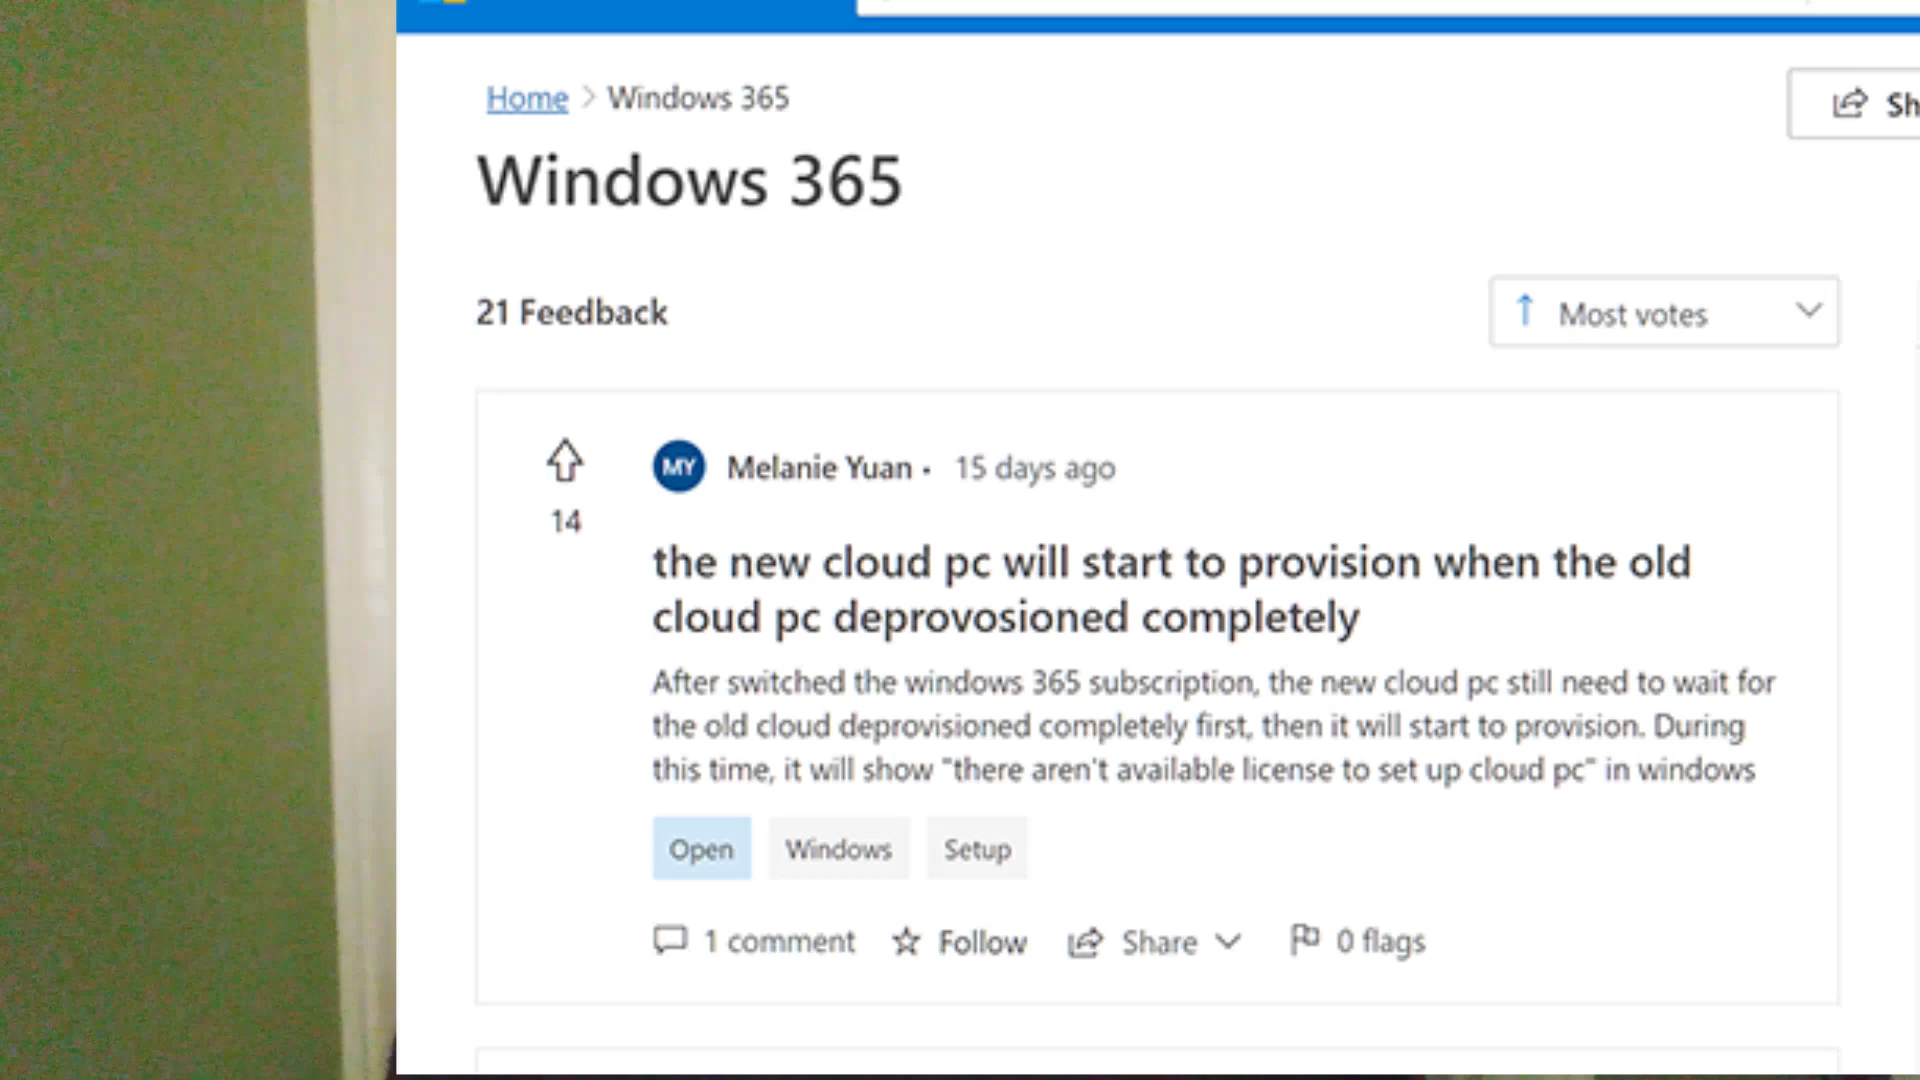 Home > Windows 365
Sh
Windows 365
21 Feedback
Most votes
MY Melanie Yuan • 15 days ago
14
the new cloud pc will start to provision when the old
cloud pc deprovosioned completely
After switched the windows 365 subscription, the new cloud pc still need to wait for
the old cloud deprovisioned completely first, then it will start to provision. During
this time, it will show "there aren't available license to set up cloud pc" in windows
Open Windows Setup
1 comment Follow Share 0 flags